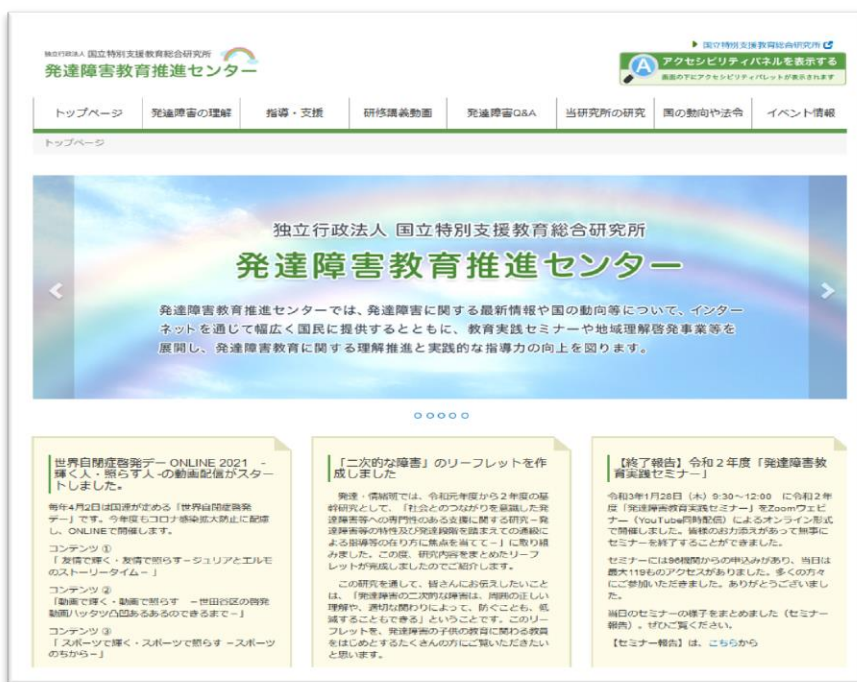 独立行政法人 国立特別支援教育総合研究所
発達障害教育推進センター
国立特別支援教育総合研究所
アクセシビリティパネルを表示する
画面の下にアクセシビリティパレットが表示されます
トップページ 発達障害の理解 指導・支援 研修講義動画 発達障害Q&A 当研究所の研究 国の動向や法令 イベント情報
トップページ
独立行政法人 国立特別支援教育総合研究所
発達障害教育推進センター
発達障害教育推進センターでは、発達障害に関する最新情報や国の動向等について、インター
ネットを通じて幅広く国民に提供するとともに、教育実践セミナーや地域理解啓発事業等を
展開し、発達障害教育に関する理解推進と実践的な指導力の向上を図ります。
世界自閉症啓発デー ONLINE 2021 -
輝く人・照らす人-の動画配信がスター
トしました。
毎年4月2日は国連が定める「世界自閉症啓発
デー」です。今年度もコロナ感染拡大防止に配慮
し、ONLINEで開催します。
コンテンツ ①
「 友情で輝く・友情で照らす－ジュリアとエルモ
のストーリータイム－ 」
コンテンツ ②
「動画で輝く・動画で照らす －世田谷区の啓発
動画ハッタツ凸凹あるあるのできるまで－」
コンテンツ ③
「 スポーツで輝く・スポーツで照らす －スポーツ
のちから－」
「二次的な障害」のリーフレットを作
成しました
発達・情緒班では、令和元年度から２年度の基
幹研究として、「社会とのつながりを意識した発
達障害等への専門性のある支援に関する研究－発
達障害等の特性及び発達段階を踏まえての通級に
よる指導等の在り方に焦点を当てて－」に取り組
みました。この度、研究内容をまとめたリーフ
レットが完成しましたのでご紹介します。
この研究を通して、皆さんにお伝えしたいこと
は、「発達障害の二次的な障害は、周囲の正しい
理解や、適切な関わりによって、防ぐことも、低
減することもできる」ということです。このリー
フレットを、発達障害の子供の教育に関わる教員
をはじめとするたくさんの方にご覧いただきたい
と思います。
【終了報告】令和２年度「発達障害教
育実践セミナー」
令和3年1月28日（木）9:30～12:00 に令和２年
度「発達障害教育実践セミナー」をZoomウェビ
ナー（YouTube同時配信）によるオンライン形式
で開催しました。皆様のお力添えがあって無事に
セミナーを終了することができました。
セミナーには96機関からの申込みがあり、当日は
最大119ものアクセスがありました。多くの方々
にご参加いただきました。ありがとうございまし
た。
当日のセミナーの様子をまとめました（セミナー
報告）。ぜひご覧ください。
【セミナー報告】は、こちらから